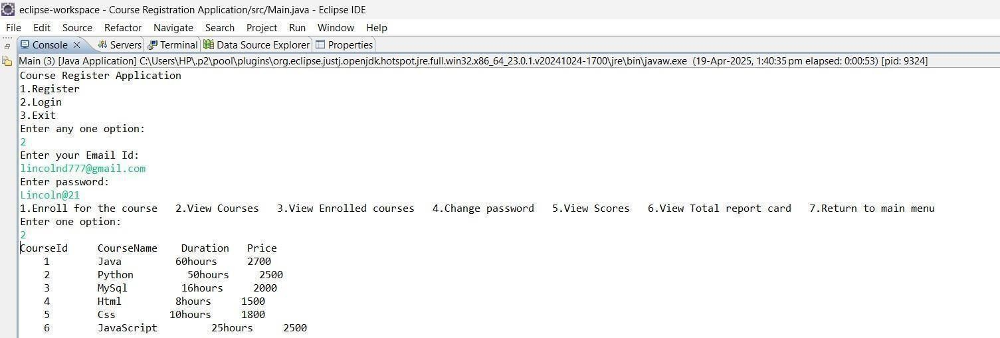 eclipse-workspace - Course Registration Application/src/Main.java - Eclipse IDE
File Edit Source Refactor Navigate Search Project Run Window Help
Console Servers Terminal Data Source Explorer Properties
Main (3) [Java Application] C:\Users\HP\.p2\pool\plugins\org.eclipse.justj.openjdk.hotspot.jre.full.win32.x86_64_23.0.1.v20241024-1700\jre\bin\javaw.exe (19-Apr-2025, 1:40:35 pm elapsed: 0:00:53) [pid: 9324]
Course Register Application
1.Register
2.Login
3.Exit
Enter any one option:
2
Enter your Email Id:
lincolnd777@gmail.com
Enter password:
Lincoln@21
1.Enroll for the course 2.View Courses 3.View Enrolled courses 4.Change password 5.View Scores 6.View Total report card 7.Return to main menu
Enter one option:
2
CourseId CourseName Duration Price
1 Java 60hours 2700
2 Python 50hours 2500
3 MySql 16hours 2000
4 Html 8hours 1500
5 Css 10hours 1800
6 JavaScript 25hours 2500